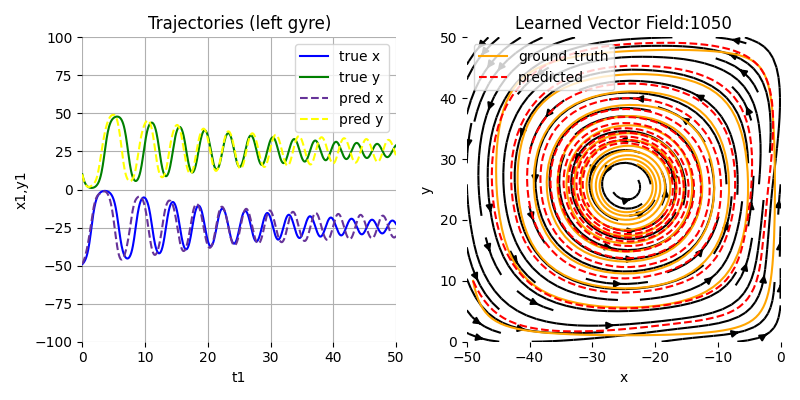 Trajectories (left gyre)
100
75
50
25
0
−25
−50
−75
−100
0
10
20
30
40
50
x1,y1
t1
true x
true y
pred x
pred y
Learned Vector Field:1050
50
40
30
20
10
0
−50
−40
−30
−20
−10
0
y
x
ground_truth
predicted